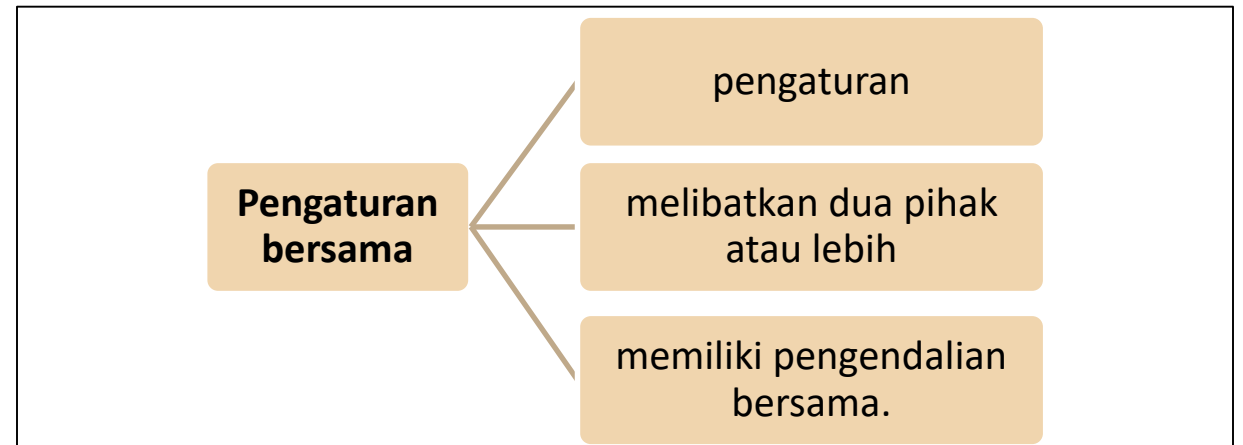 pengaturan
Pengaturan
bersama
melibatkan dua pihak
atau lebih
memiliki pengendalian
bersama.